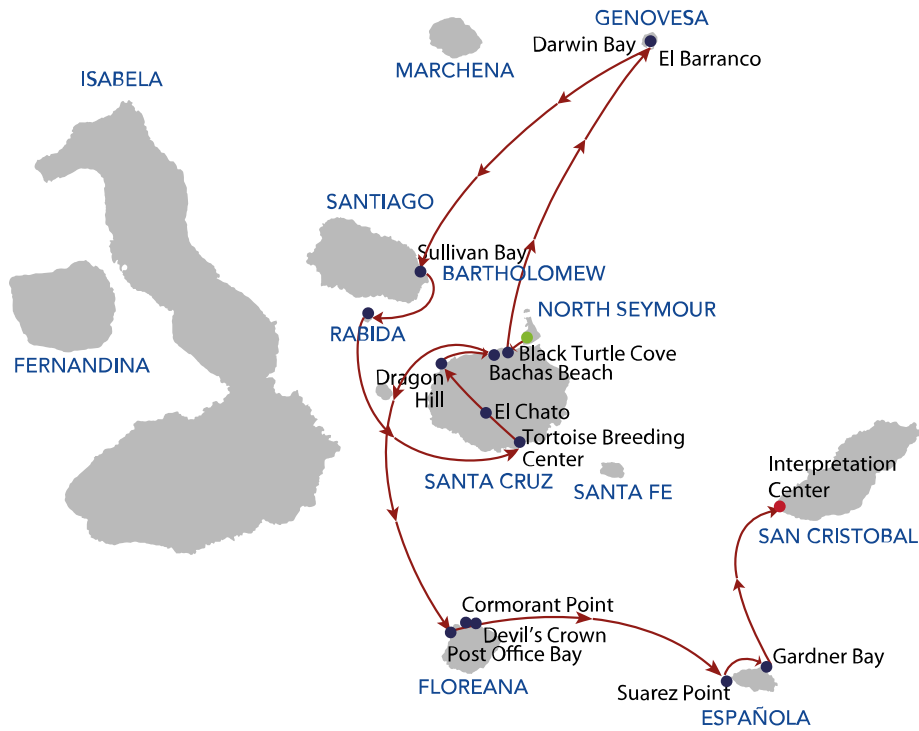 GENOVESA
Darwin Bay
El Barranco
MARCHENA
ISABELA
SANTIAGO
Sullivan Bay
BARTHOLOMEW
NORTH SEYMOUR
RABIDA
FERNANDINA
Black Turtle Cove
Bachas Beach
Dragon
Hill
El Chato
Tortoise Breeding
Center
SANTA CRUZ
SANTA FE
Interpretation
Center
SAN CRISTOBAL
Cormorant Point
Devil's Crown
Post Office Bay
FLOREANA
Gardner Bay
Suarez Point
ESPAÑOLA